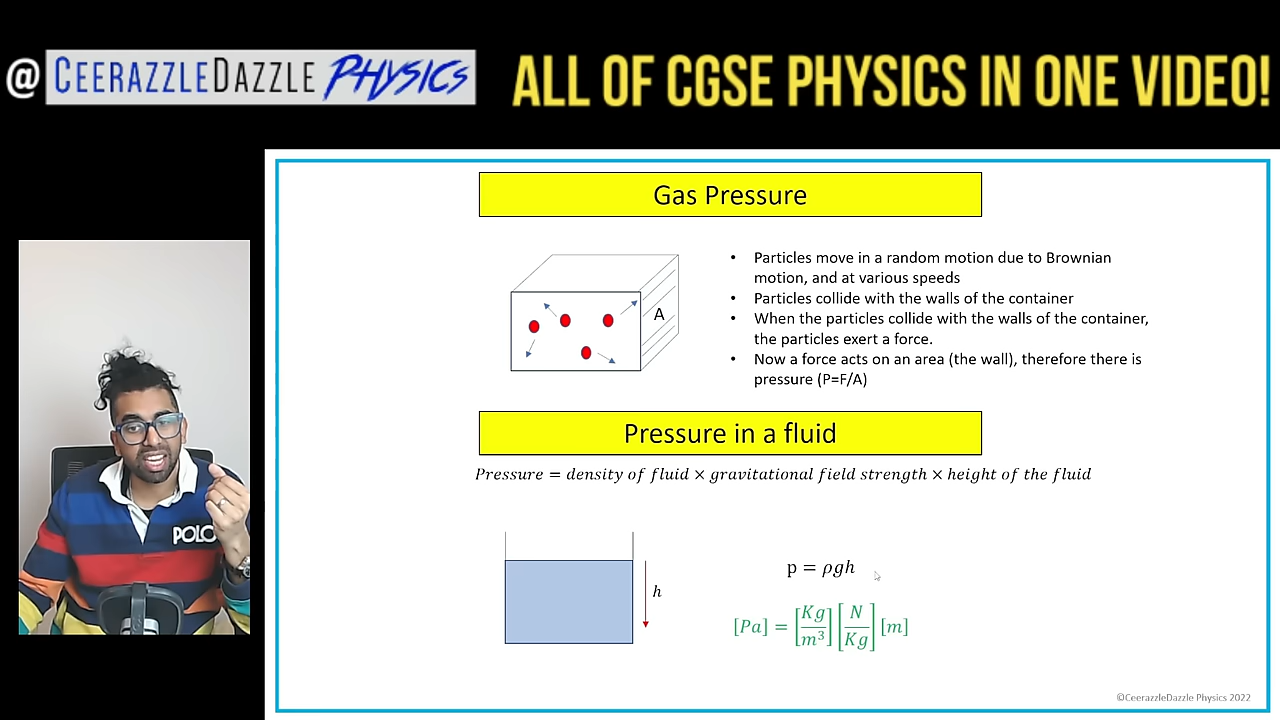 @ CEERAZZLEDAZZLE PHYSICS
ALL OF CGSE PHYSICS IN ONE VIDEO!
Gas Pressure
A
• Particles move in a random motion due to Brownian
motion, and at various speeds
• Particles collide with the walls of the container
• When the particles collide with the walls of the container,
the particles exert a force.
• Now a force acts on an area (the wall), therefore there is
pressure (P=F/A)
Pressure in a fluid
Pressure = density of fluid × gravitational field strength × height of the fluid
POLO
h
p = ρgh
[Pa] = [Kg/m³] [N/Kg] [m]
©CeerazzleDazzle Physics 2022